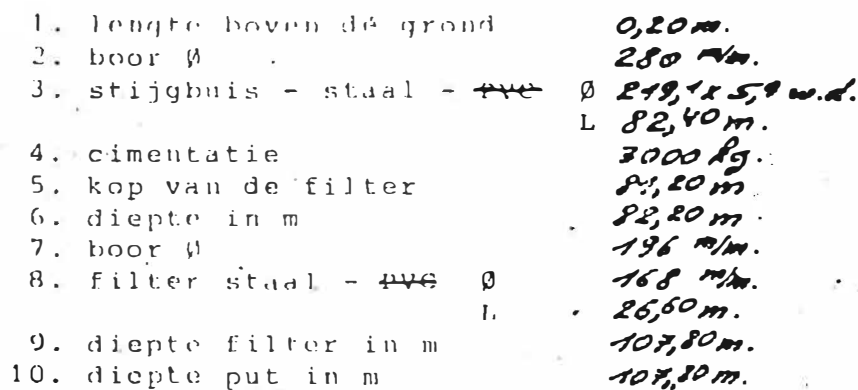 1. lengte boven de grond 0,20 m.
2. boor Ø 280 m/m.
3. stijgbuis - staal - PVC Ø 219,1 x 5,9 w.d.
L 82,40 m.
4. cimentatie 3000 kg.
5. kop van de filter 81,20 m
6. diepte in m 82,20 m.
7. boor Ø 196 m/m.
8. filter staal - PVC Ø 168 m/m.
L 26,60 m.
9. diepte filter in m 107,80 m.
10. diepte put in m 107,80 m.